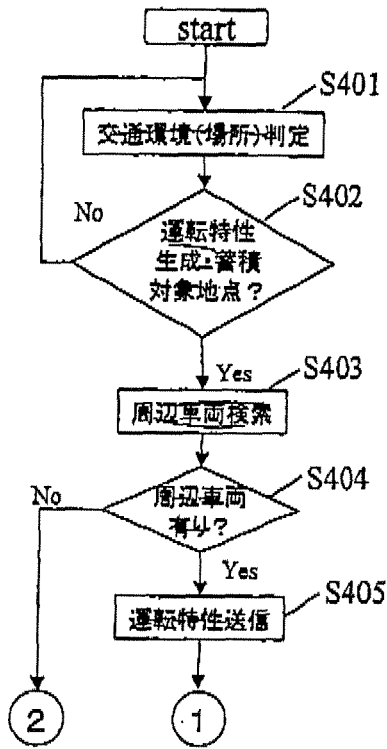 start
S401
交通環境(場所)判定
S402
No
運転特性
生成・蓄積
対象地点?
Yes
S403
周辺車両検索
S404
No
周辺車両
有り?
Yes
S405
運転特性送信
2
1